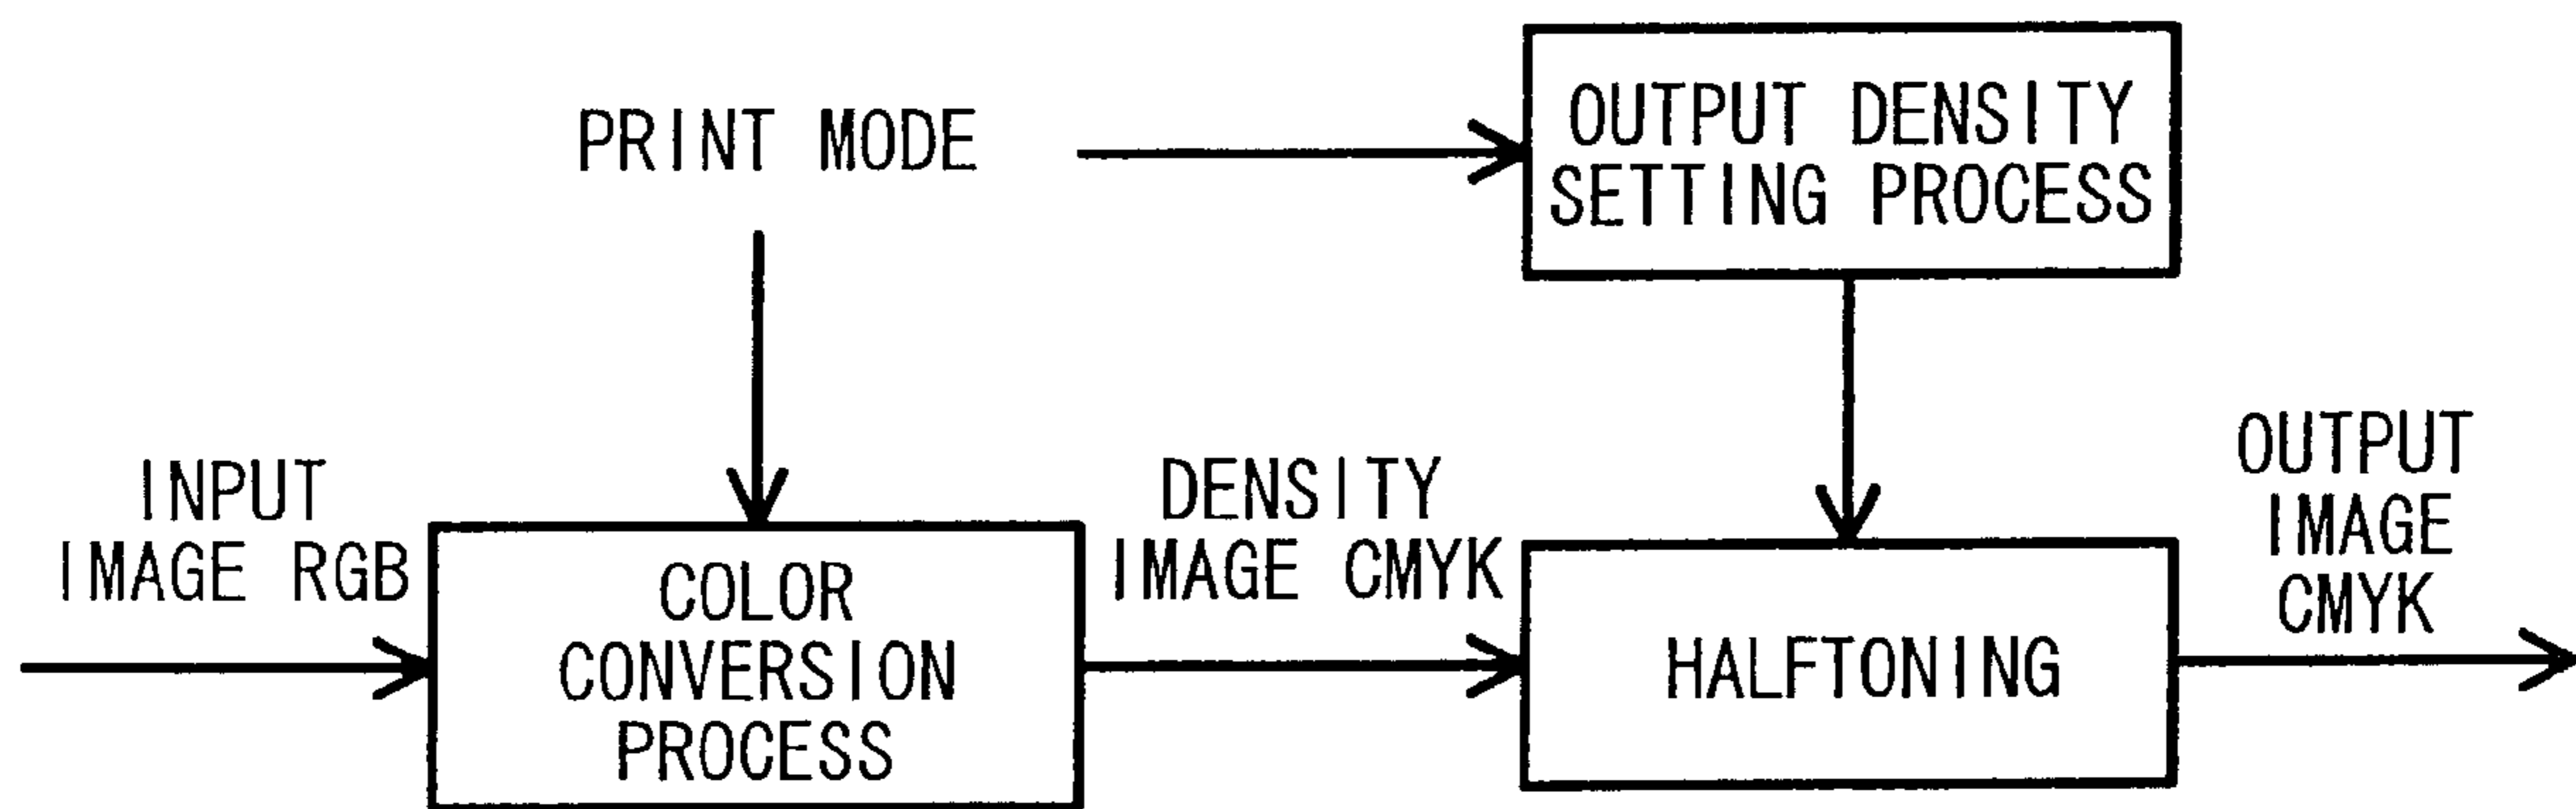 PRINT MODE
OUTPUT DENSITY
SETTING PROCESS
INPUT
IMAGE RGB
COLOR
CONVERSION
PROCESS
DENSITY
IMAGE CMYK
HALFTONING
OUTPUT
IMAGE
CMYK